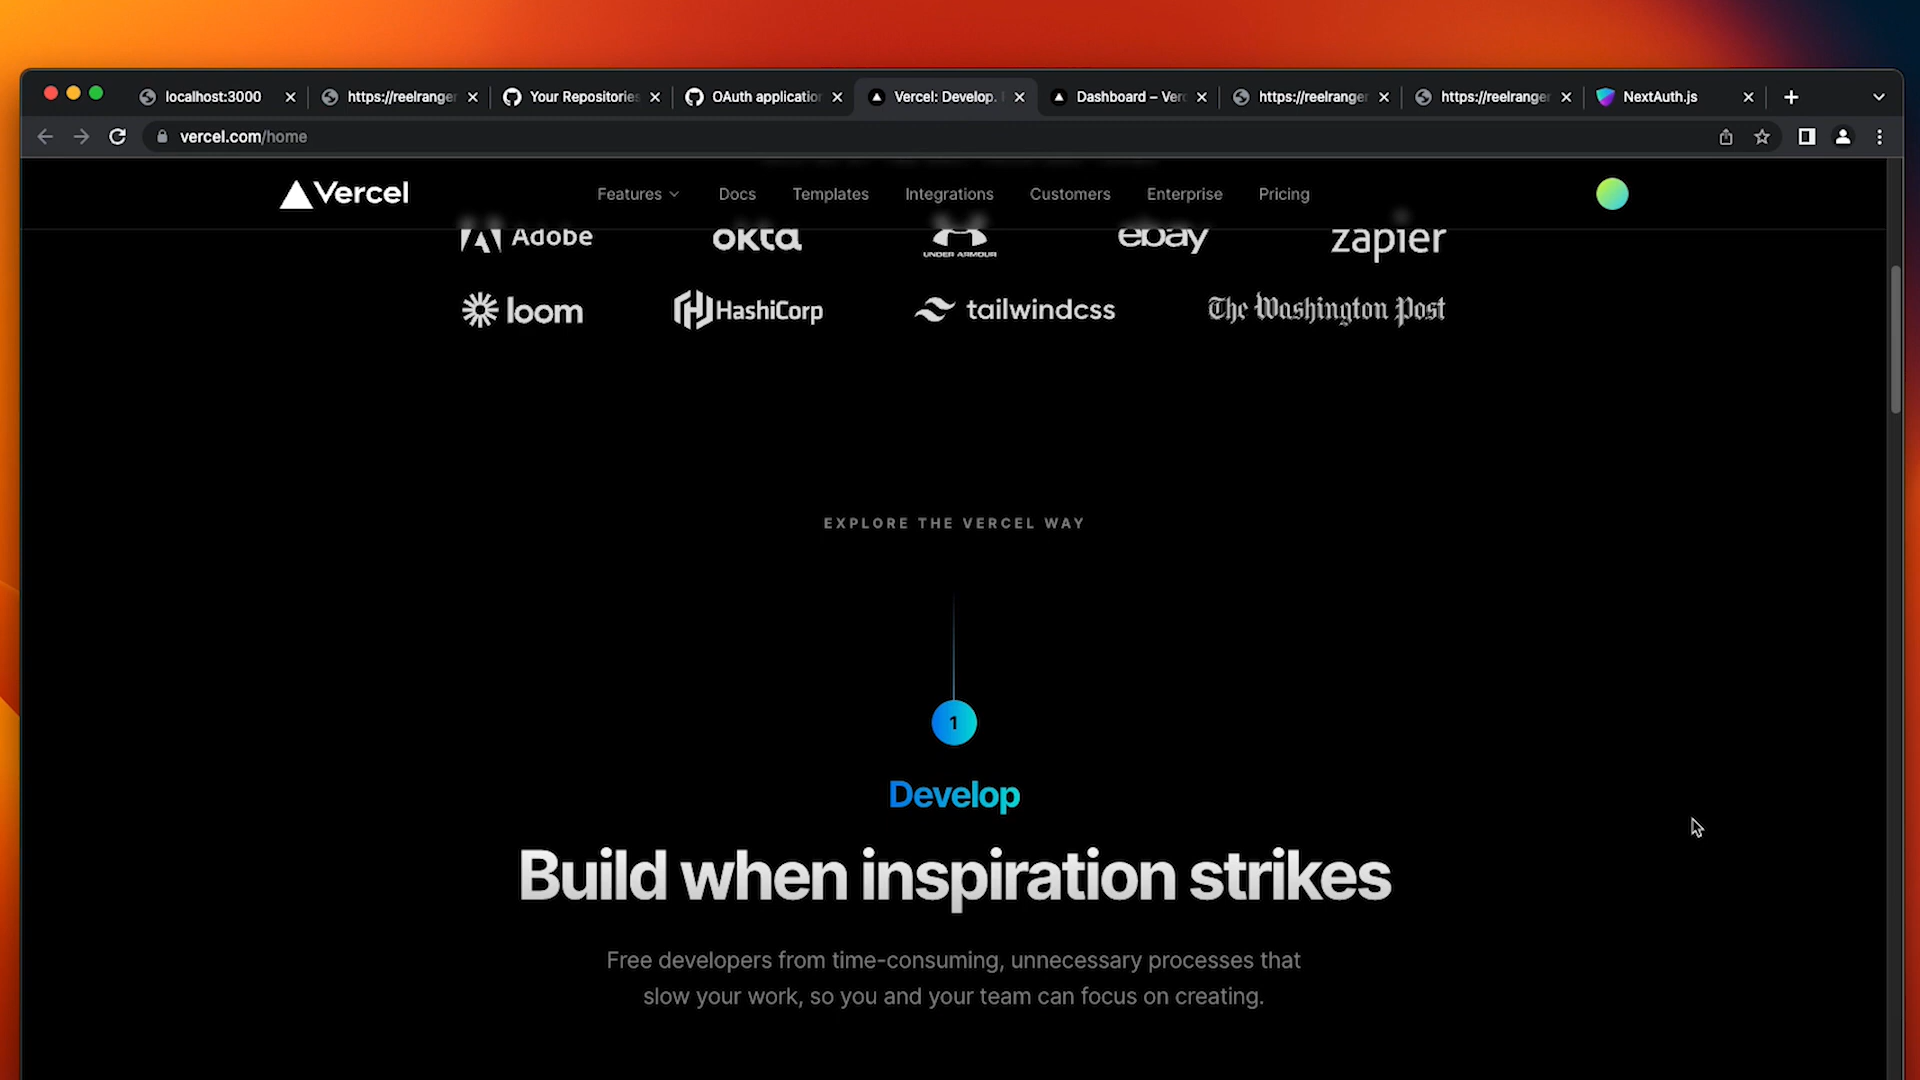 localhost:3000
https://reelranger
Your Repositories
OAuth application
Vercel: Develop.
Dashboard – Verc
https://reelranger
https://reelranger
NextAuth.js
vercel.com/home
Vercel
Features
Docs
Templates
Integrations
Customers
Enterprise
Pricing
Adobe
okta
UNDER ARMOUR
ebay
zapier
loom
HashiCorp
tailwindcss
The Washington Post
EXPLORE THE VERCEL WAY
1
Develop
Build when inspiration strikes
Free developers from time-consuming, unnecessary processes that
slow your work, so you and your team can focus on creating.